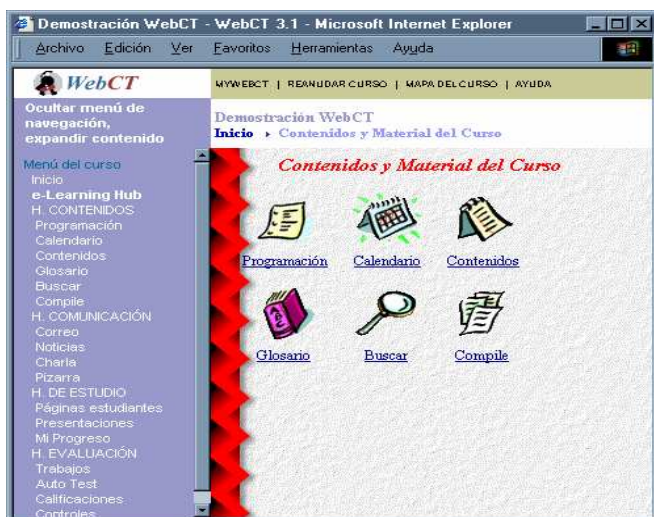 Demostración WebCT - WebCT 3.1 - Microsoft Internet Explorer
Archivo Edición Ver Favoritos Herramientas Ayuda
WebCT
MYWEBCT | REANUDAR CURSO | MAPA DEL CURSO | AYUDA
Ocultar menú de
navegación,
expandir contenido
Demostración WebCT
Inicio › Contenidos y Material del Curso
Menú del curso
Inicio
e-Learning Hub
H. CONTENIDOS
Programación
Calendario
Contenidos
Glosario
Buscar
Compile
H. COMUNICACIÓN
Correo
Noticias
Charla
Pizarra
H. DE ESTUDIO
Páginas estudiantes
Presentaciones
Mi Progreso
H. EVALUACIÓN
Trabajos
Auto Test
Calificaciones
Controles
Contenidos y Material del Curso
Programación Calendario Contenidos
Glosario Buscar Compile